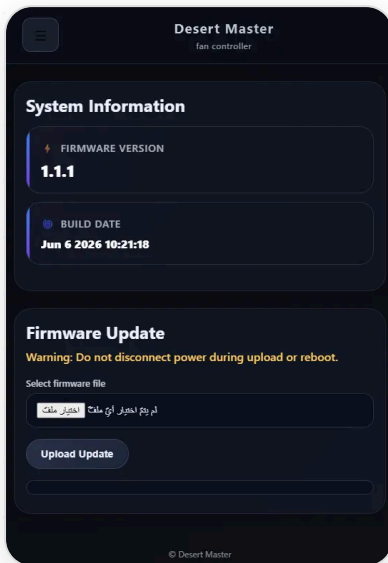 Desert Master
fan controller
System Information
FIRMWARE VERSION
1.1.1
BUILD DATE
Jun 6 2026 10:21:18
Firmware Update
Warning: Do not disconnect power during upload or reboot.
Select firmware file
اختيار ملف لم يتمّ اختيار أيّ ملفّ
Upload Update
© Desert Master